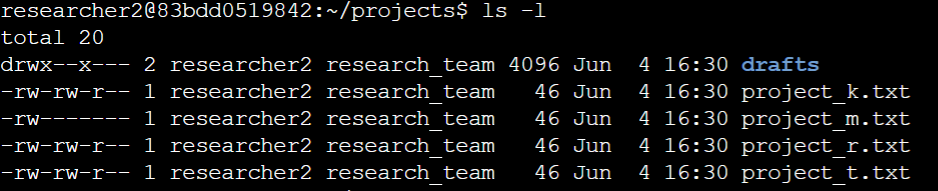 researcher2@83bdd0519842:~/projects$ ls -l
total 20
drwx--x--- 2 researcher2 research_team 4096 Jun  4 16:30 drafts
-rw-rw-r-- 1 researcher2 research_team   46 Jun  4 16:30 project_k.txt
-rw------- 1 researcher2 research_team   46 Jun  4 16:30 project_m.txt
-rw-rw-r-- 1 researcher2 research_team   46 Jun  4 16:30 project_r.txt
-rw-rw-r-- 1 researcher2 research_team   46 Jun  4 16:30 project_t.txt